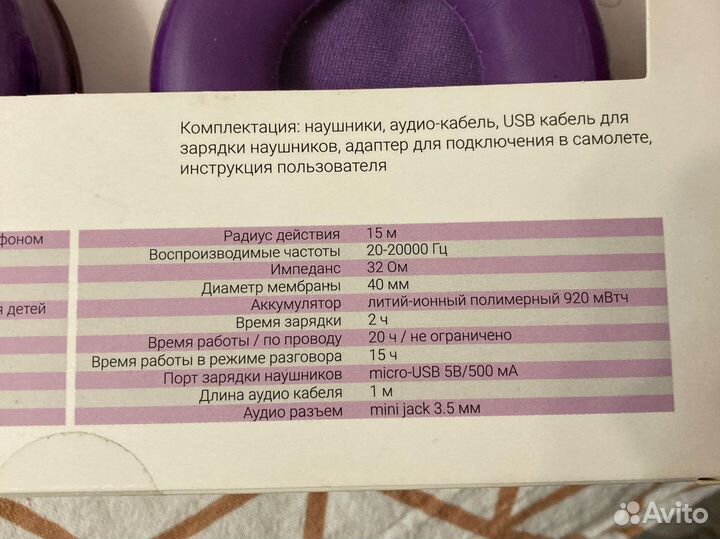 Комплектация: наушники, аудио-кабель, USB кабель для
зарядки наушников, адаптер для подключения в самолете,
инструкция пользователя
фоном
я детей
Радиус действия 15 м
Воспроизводимые частоты 20-20000 Гц
Импеданс 32 Ом
Диаметр мембраны 40 мм
Аккумулятор литий-ионный полимерный 920 мВтч
Время зарядки 2 ч
Время работы / по проводу 20 ч / не ограничено
Время работы в режиме разговора 15 ч
Порт зарядки наушников micro-USB 5В/500 мА
Длина аудио кабеля 1 м
Аудио разъем mini jack 3.5 мм
Avito